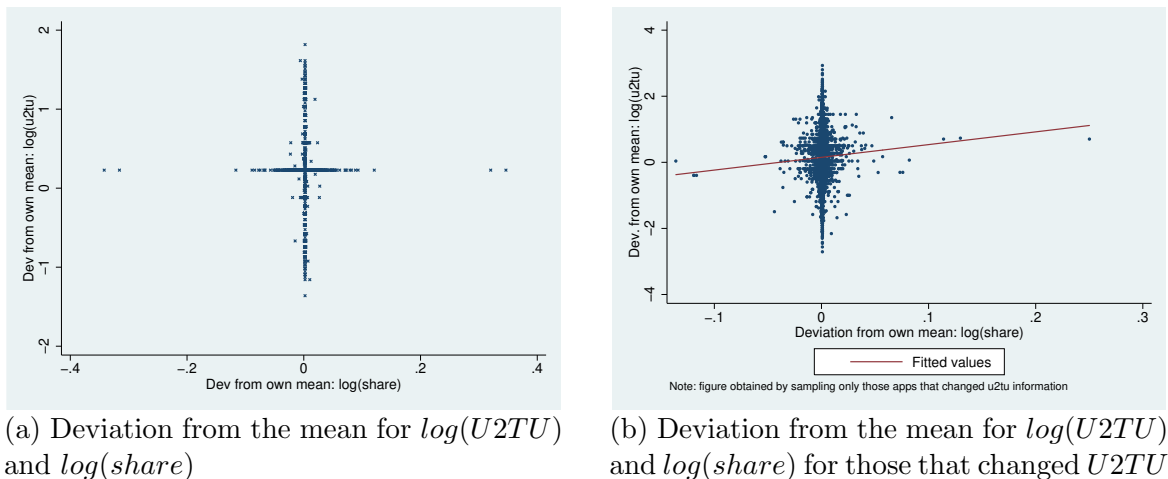 2
1
0
−1
−2
Dev from own mean: log(u2tu)
−.4
−.2
0
.2
.4
Dev from own mean: log(share)
(a) Deviation from the mean for log(U2TU)
and log(share)
4
2
0
−2
−4
Dev. from own mean: log(u2tu)
−.1
0
.1
.2
.3
Deviation from own mean: log(share)
Fitted values
Note: figure obtained by sampling only those apps that changed u2tu information
(b) Deviation from the mean for log(U2TU)
and log(share) for those that changed U2TU